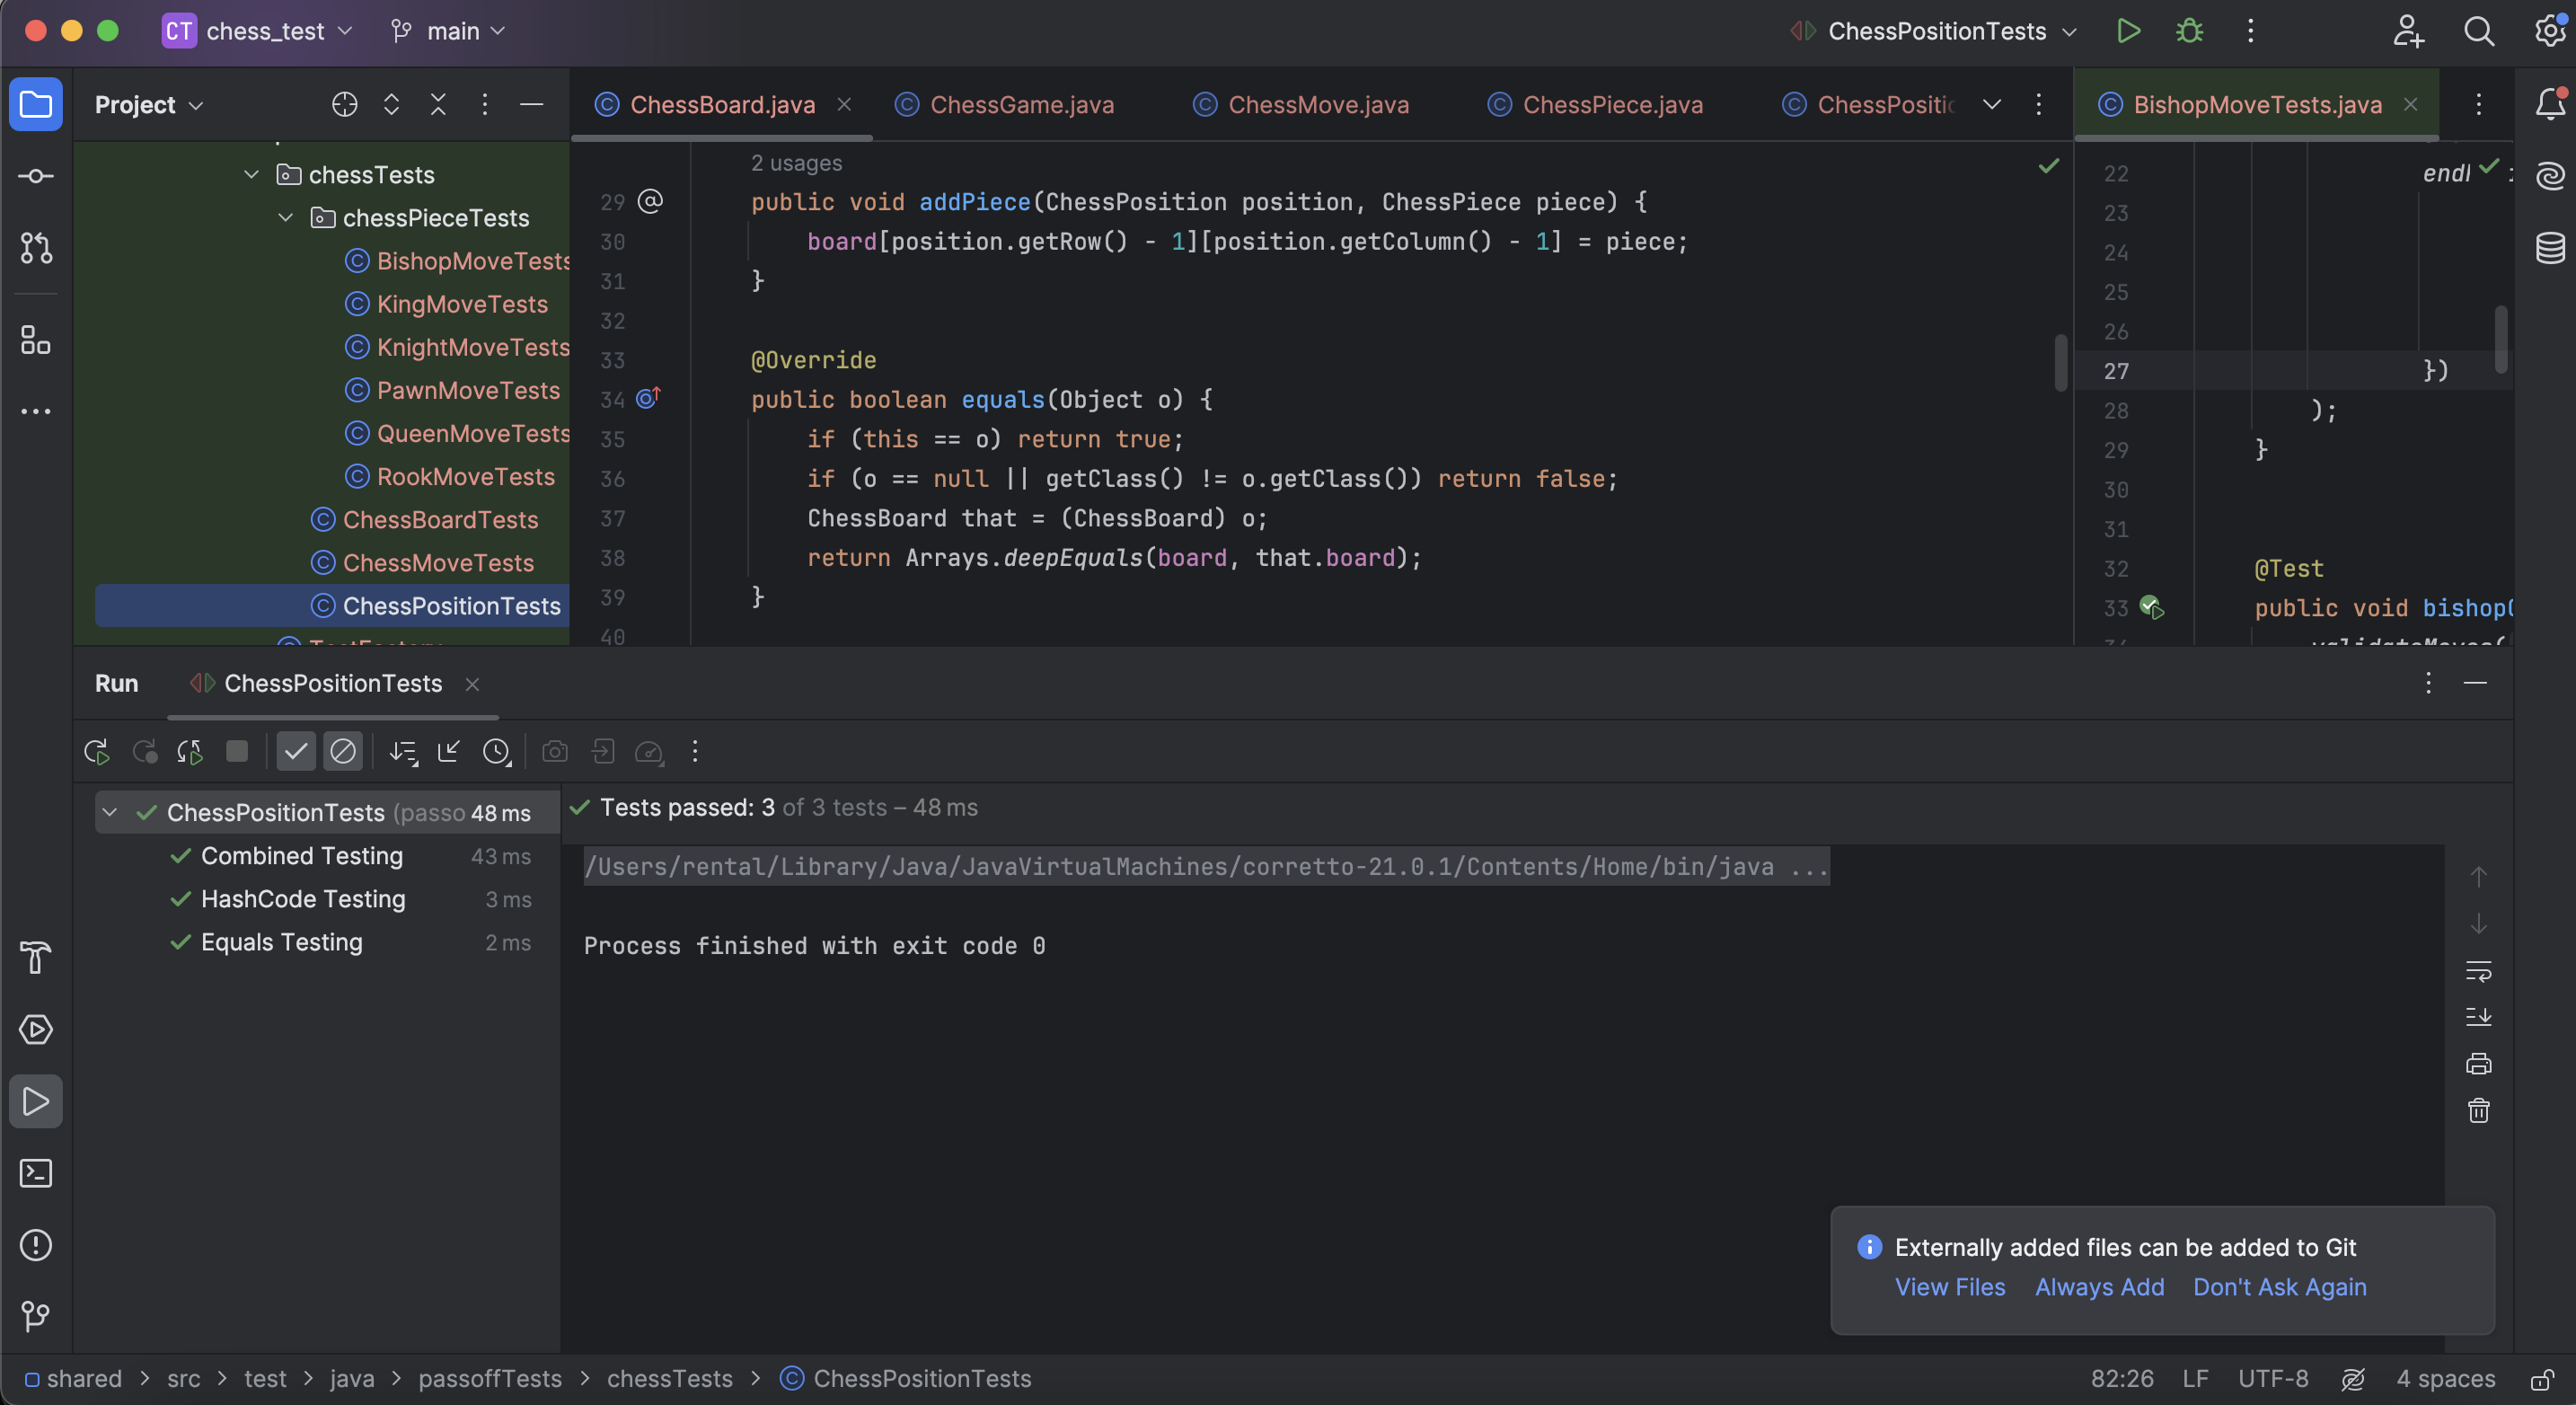 CT chess_test main ChessPositionTests
Project
ChessBoard.java ChessGame.java ChessMove.java ChessPiece.java ChessPositic BishopMoveTests.java
chessTests
chessPieceTests
BishopMoveTests
KingMoveTests
KnightMoveTests
PawnMoveTests
QueenMoveTests
RookMoveTests
ChessBoardTests
ChessMoveTests
ChessPositionTests
2 usages
29 public void addPiece(ChessPosition position, ChessPiece piece) {
30 board[position.getRow() - 1][position.getColumn() - 1] = piece;
31 }
32
33 @Override
34 public boolean equals(Object o) {
35 if (this == o) return true;
36 if (o == null || getClass() != o.getClass()) return false;
37 ChessBoard that = (ChessBoard) o;
38 return Arrays.deepEquals(board, that.board);
39 }
40
22
23
24
25
26
27 })
28 );
29 }
30
31
32 @Test
33 public void bishop
Run ChessPositionTests
ChessPositionTests (passo 48 ms
Combined Testing 43 ms
HashCode Testing 3 ms
Equals Testing 2 ms
Tests passed: 3 of 3 tests – 48 ms
/Users/rental/Library/Java/JavaVirtualMachines/corretto-21.0.1/Contents/Home/bin/java ...
Process finished with exit code 0
Externally added files can be added to Git
View Files Always Add Don't Ask Again
shared > src > test > java > passoffTests > chessTests > ChessPositionTests
82:26 LF UTF-8 4 spaces